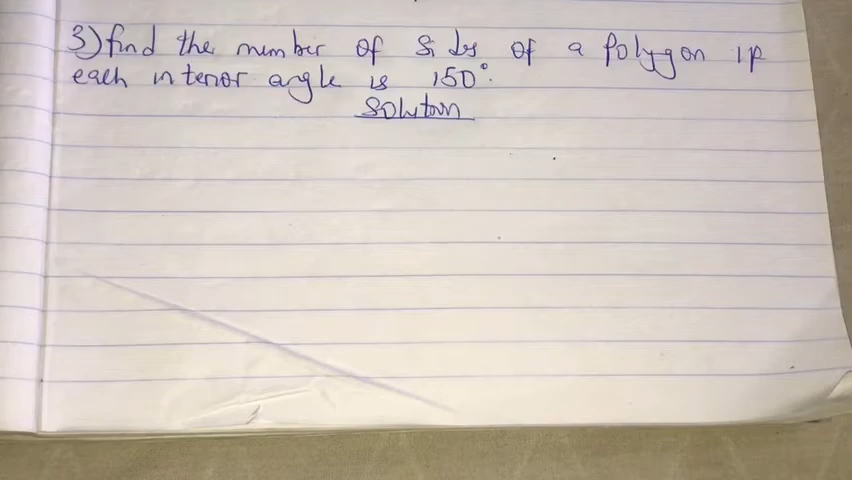 3) find the number of sides of a polygon if
each interior angle is 150°.
Solution